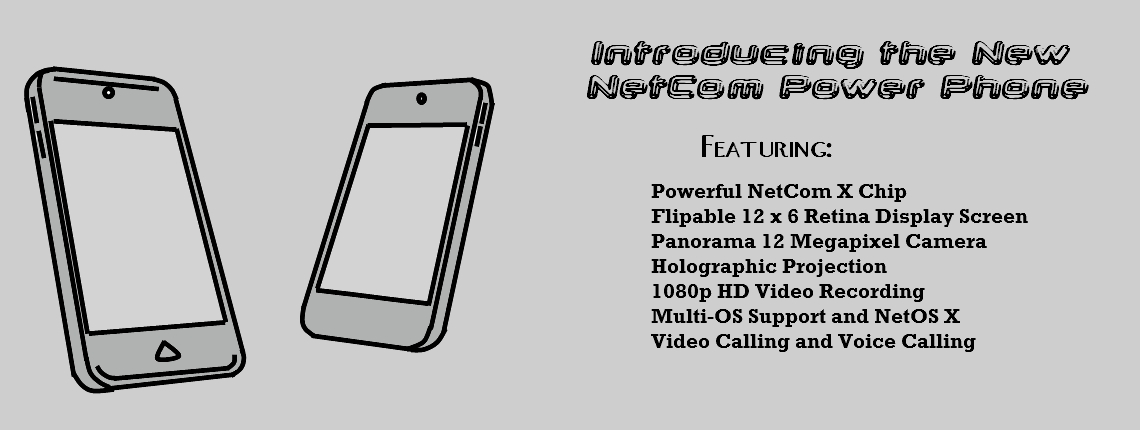 Introducing the New
NetCom Power Phone
Featuring:
Powerful NetCom X Chip
Flipable 12 x 6 Retina Display Screen
Panorama 12 Megapixel Camera
Holographic Projection
1080p HD Video Recording
Multi-OS Support and NetOS X
Video Calling and Voice Calling